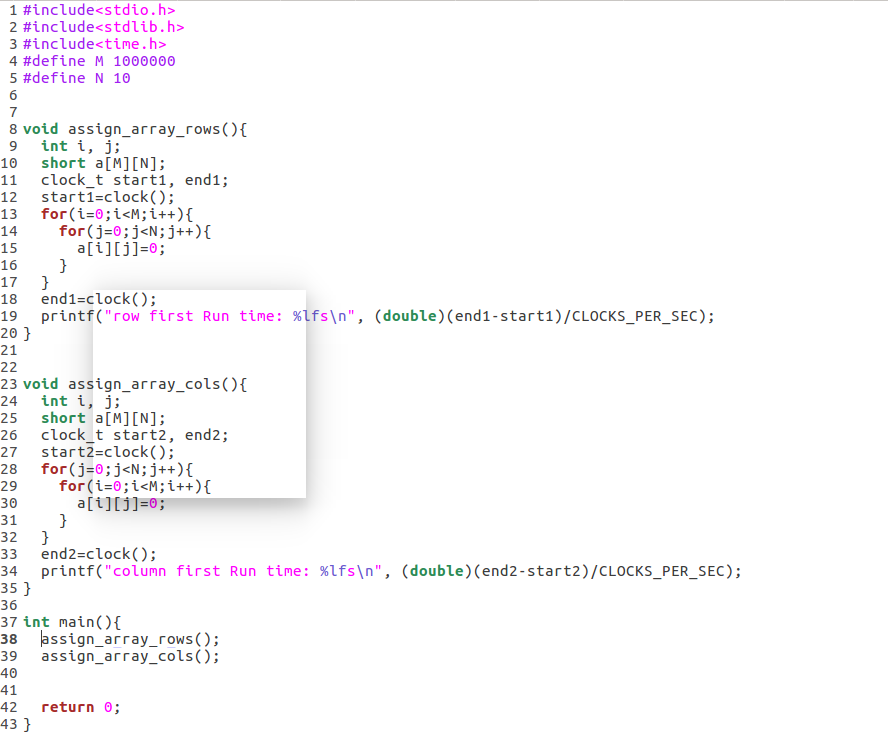 1 #include<stdio.h>
2 #include<stdlib.h>
3 #include<time.h>
4 #define M 1000000
5 #define N 10
6
7
8 void assign_array_rows(){
9   int i, j;
10   short a[M][N];
11   clock_t start1, end1;
12   start1=clock();
13   for(i=0;i<M;i++){
14     for(j=0;j<N;j++){
15       a[i][j]=0;
16     }
17   }
18   end1=clock();
19   printf("row first Run time: %lfs\n", (double)(end1-start1)/CLOCKS_PER_SEC);
20 }
21
22
23 void assign_array_cols(){
24   int i, j;
25   short a[M][N];
26   clock_t start2, end2;
27   start2=clock();
28   for(j=0;j<N;j++){
29     for(i=0;i<M;i++){
30       a[i][j]=0;
31     }
32   }
33   end2=clock();
34   printf("column first Run time: %lfs\n", (double)(end2-start2)/CLOCKS_PER_SEC);
35 }
36
37 int main(){
38   assign_array_rows();
39   assign_array_cols();
40
41
42   return 0;
43 }